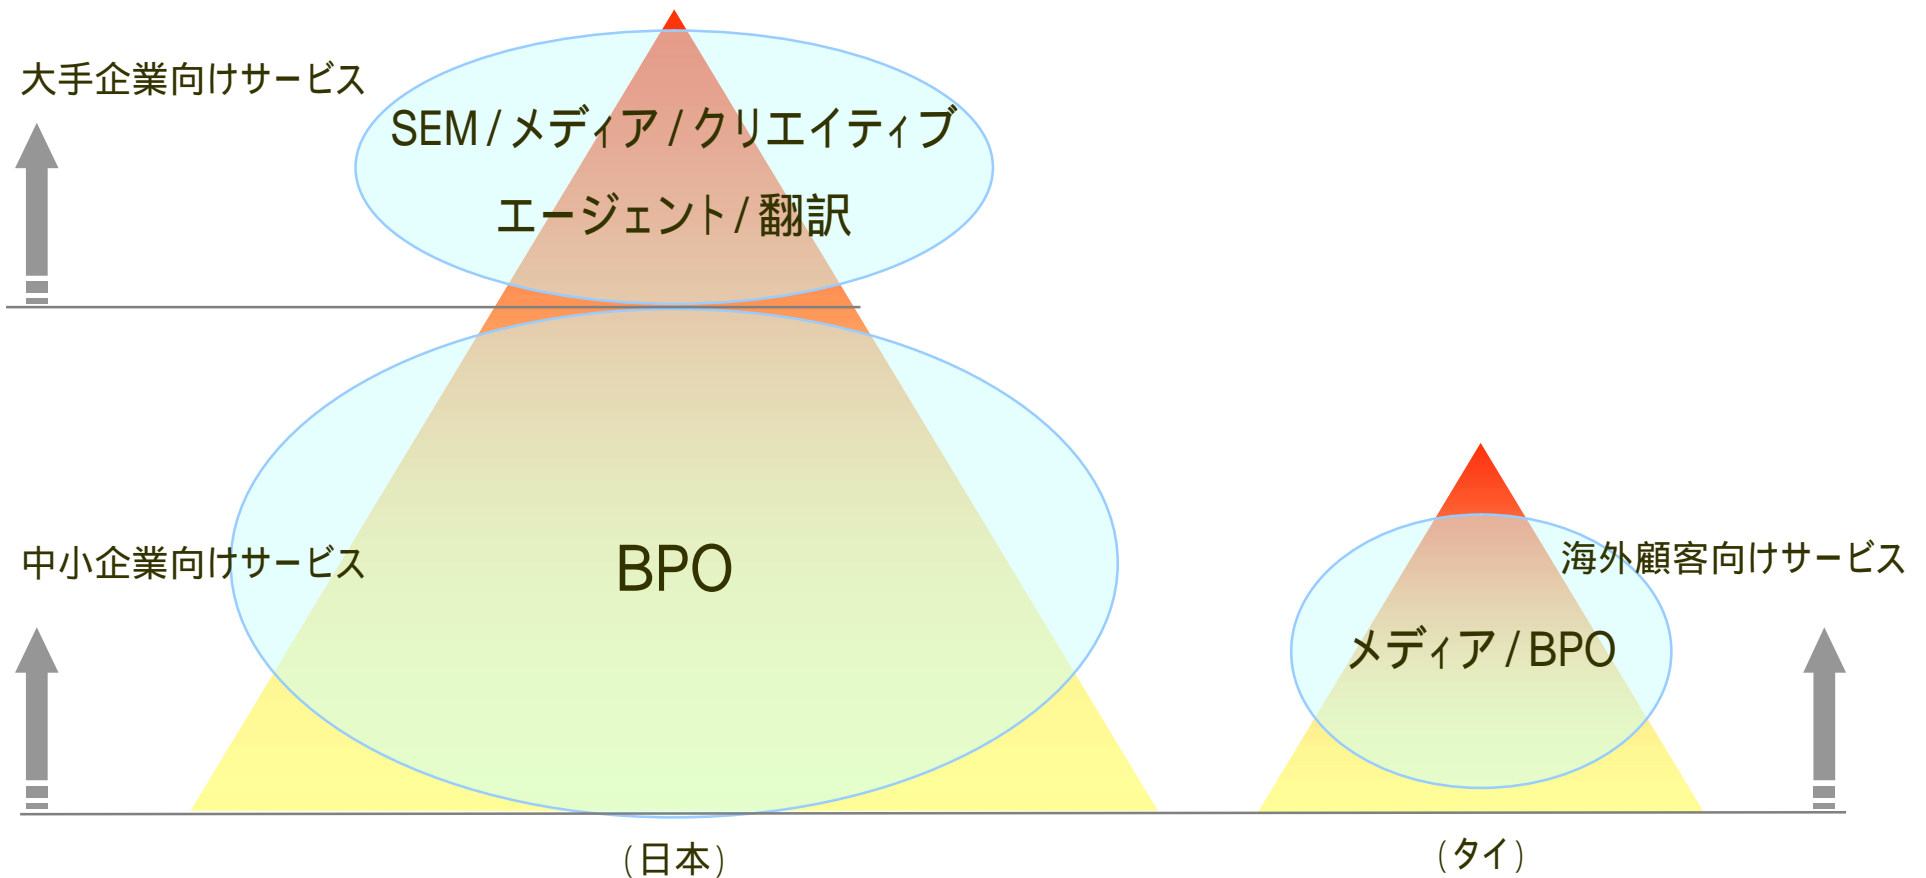 大手企業向けサービス
SEM / メディア / クリエイティブ
エージェント / 翻訳
中小企業向けサービス
BPO
海外顧客向けサービス
メディア / BPO
(日本)
(タイ)